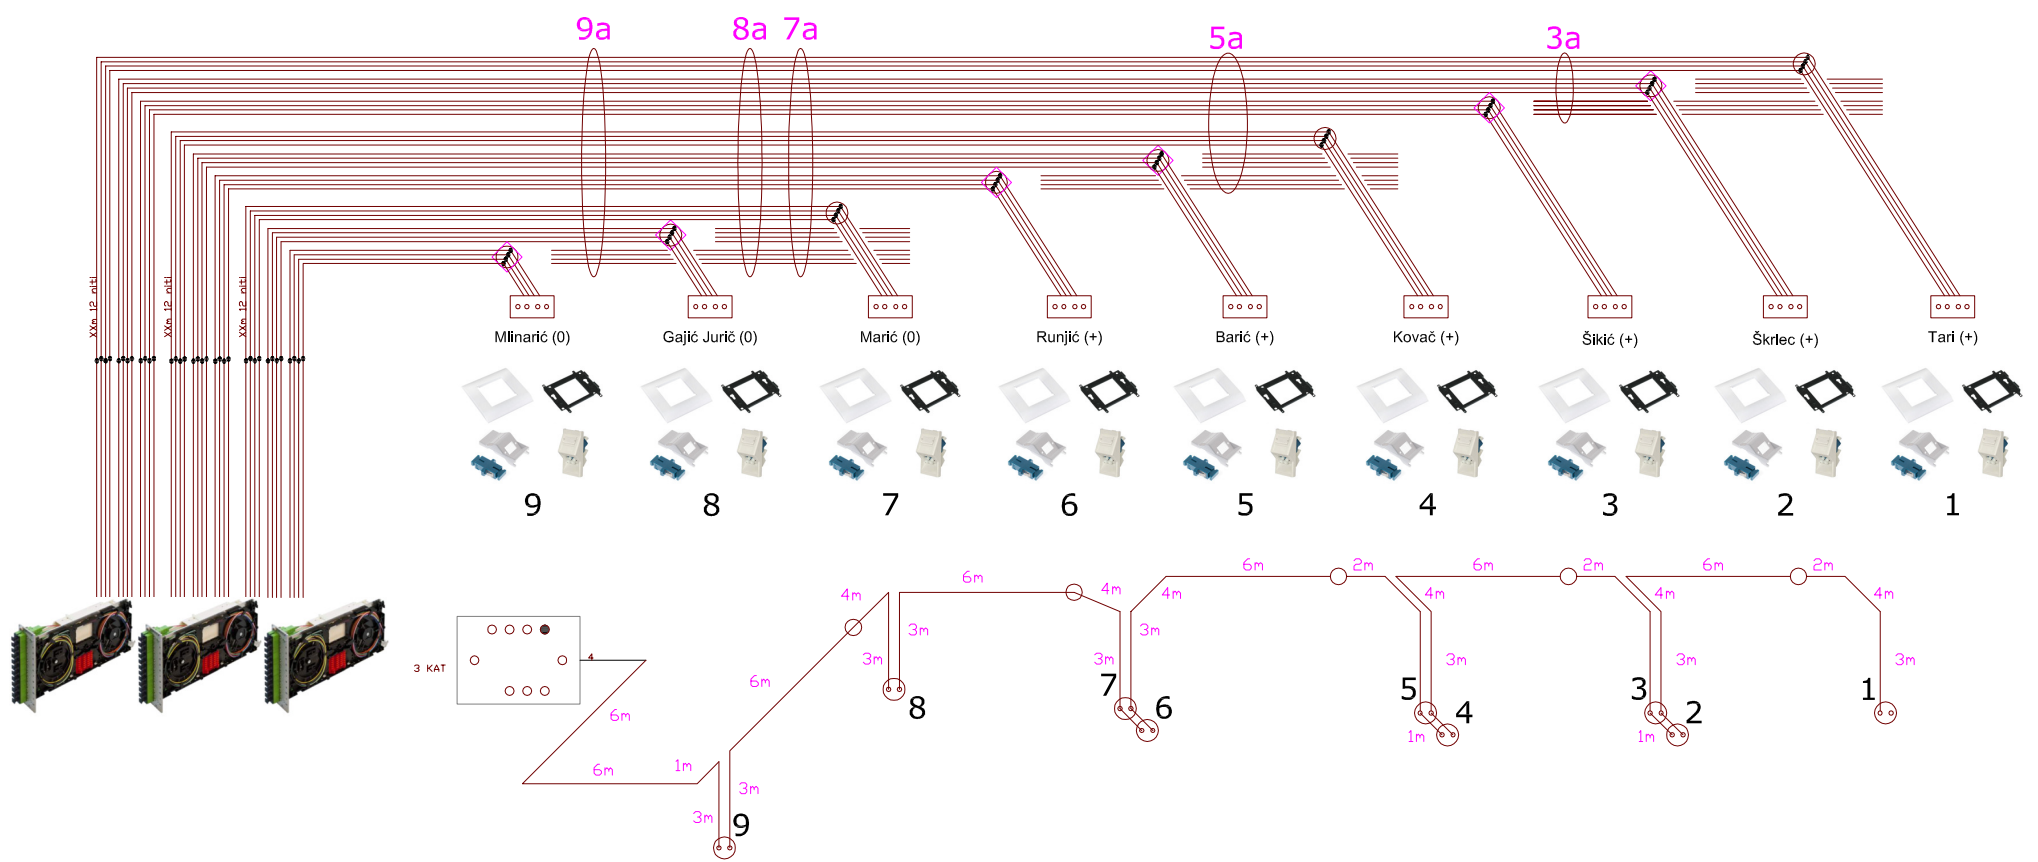 9a
8a
7a
5a
3a
XXm 12 niti
XXm 12 niti
XXm 12 niti
Mlinarić (0)
Gajić Jurič (0)
Marić (0)
Runjić (+)
Barić (+)
Kovač (+)
Šikić (+)
Škrlec (+)
Tari (+)
9
8
7
6
5
4
3
2
1
6m
2m
6m
2m
6m
2m
6m
4m
4m
4m
4m
4m
4m
3m
3m
3m
3m
3m
3m
3m
3 KAT
4
6m
6m
7
6
5
4
3
2
1
8
1m
1m
6m
1m
3m
3m
9